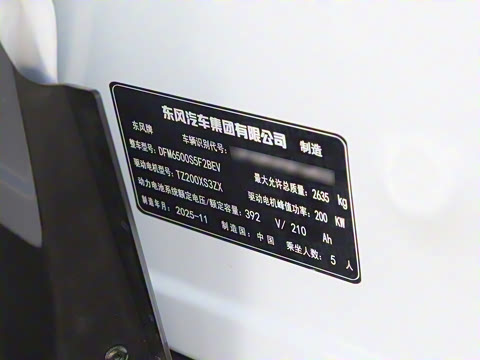 东风汽车集团有限公司 制造
东风牌 车辆识别代号:
整车型号: DFM6500S5F2BEV 最大允许总质量: 2635 kg
驱动电机型号: TZ200XS3ZX 驱动电机峰值功率: 200 KW
动力电池系统额定电压/额定容量: 392 V/ 210 Ah
制造年月: 2025-11 制造国: 中国 乘坐人数: 5 人